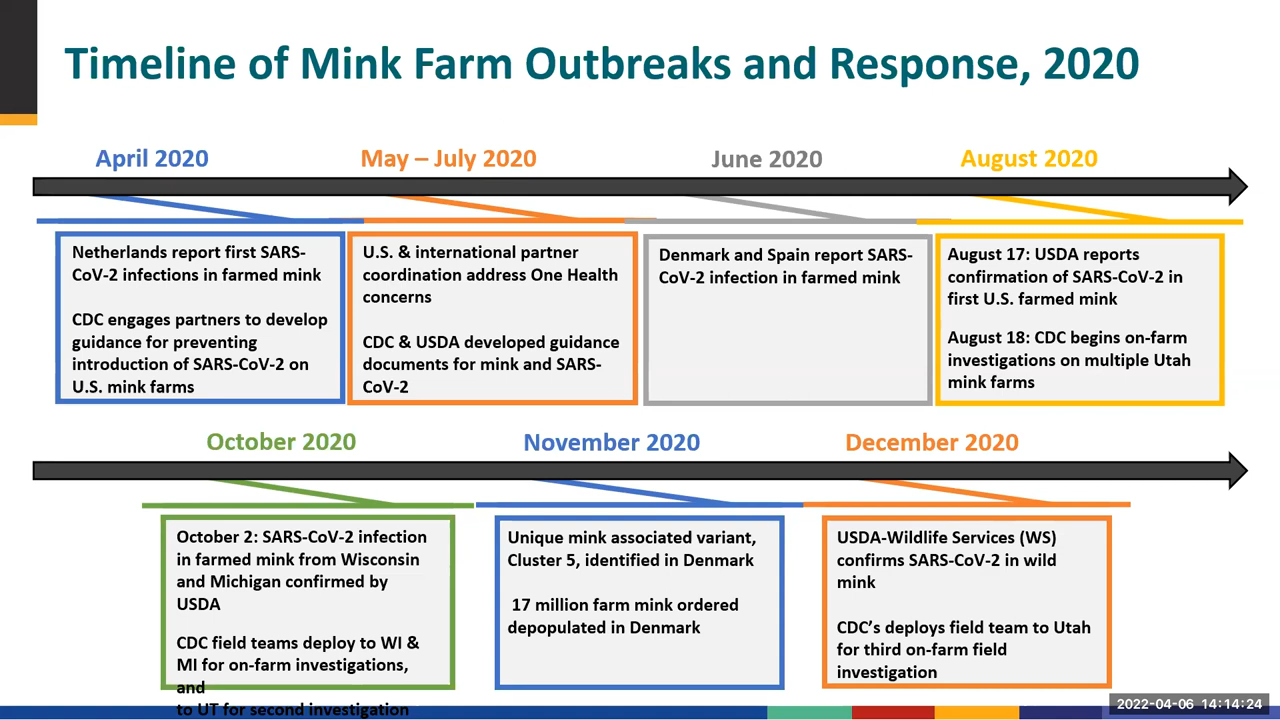 Timeline of Mink Farm Outbreaks and Response, 2020
April 2020
May – July 2020
June 2020
August 2020
Netherlands report first SARS-
CoV-2 infections in farmed mink
CDC engages partners to develop
guidance for preventing
introduction of SARS-CoV-2 on
U.S. mink farms
U.S. & international partner
coordination address One Health
concerns
CDC & USDA developed guidance
documents for mink and SARS-
CoV-2
Denmark and Spain report SARS-
CoV-2 infection in farmed mink
August 17: USDA reports
confirmation of SARS-CoV-2 in
first U.S. farmed mink
August 18: CDC begins on-farm
investigations on multiple Utah
mink farms
October 2020
November 2020
December 2020
October 2: SARS-CoV-2 infection
in farmed mink from Wisconsin
and Michigan confirmed by
USDA
CDC field teams deploy to WI &
MI for on-farm investigations,
and
to UT for second investigation
Unique mink associated variant,
Cluster 5, identified in Denmark
17 million farm mink ordered
depopulated in Denmark
USDA-Wildlife Services (WS)
confirms SARS-CoV-2 in wild
mink
CDC’s deploys field team to Utah
for third on-farm field
investigation
2022-04-06 14:14:24